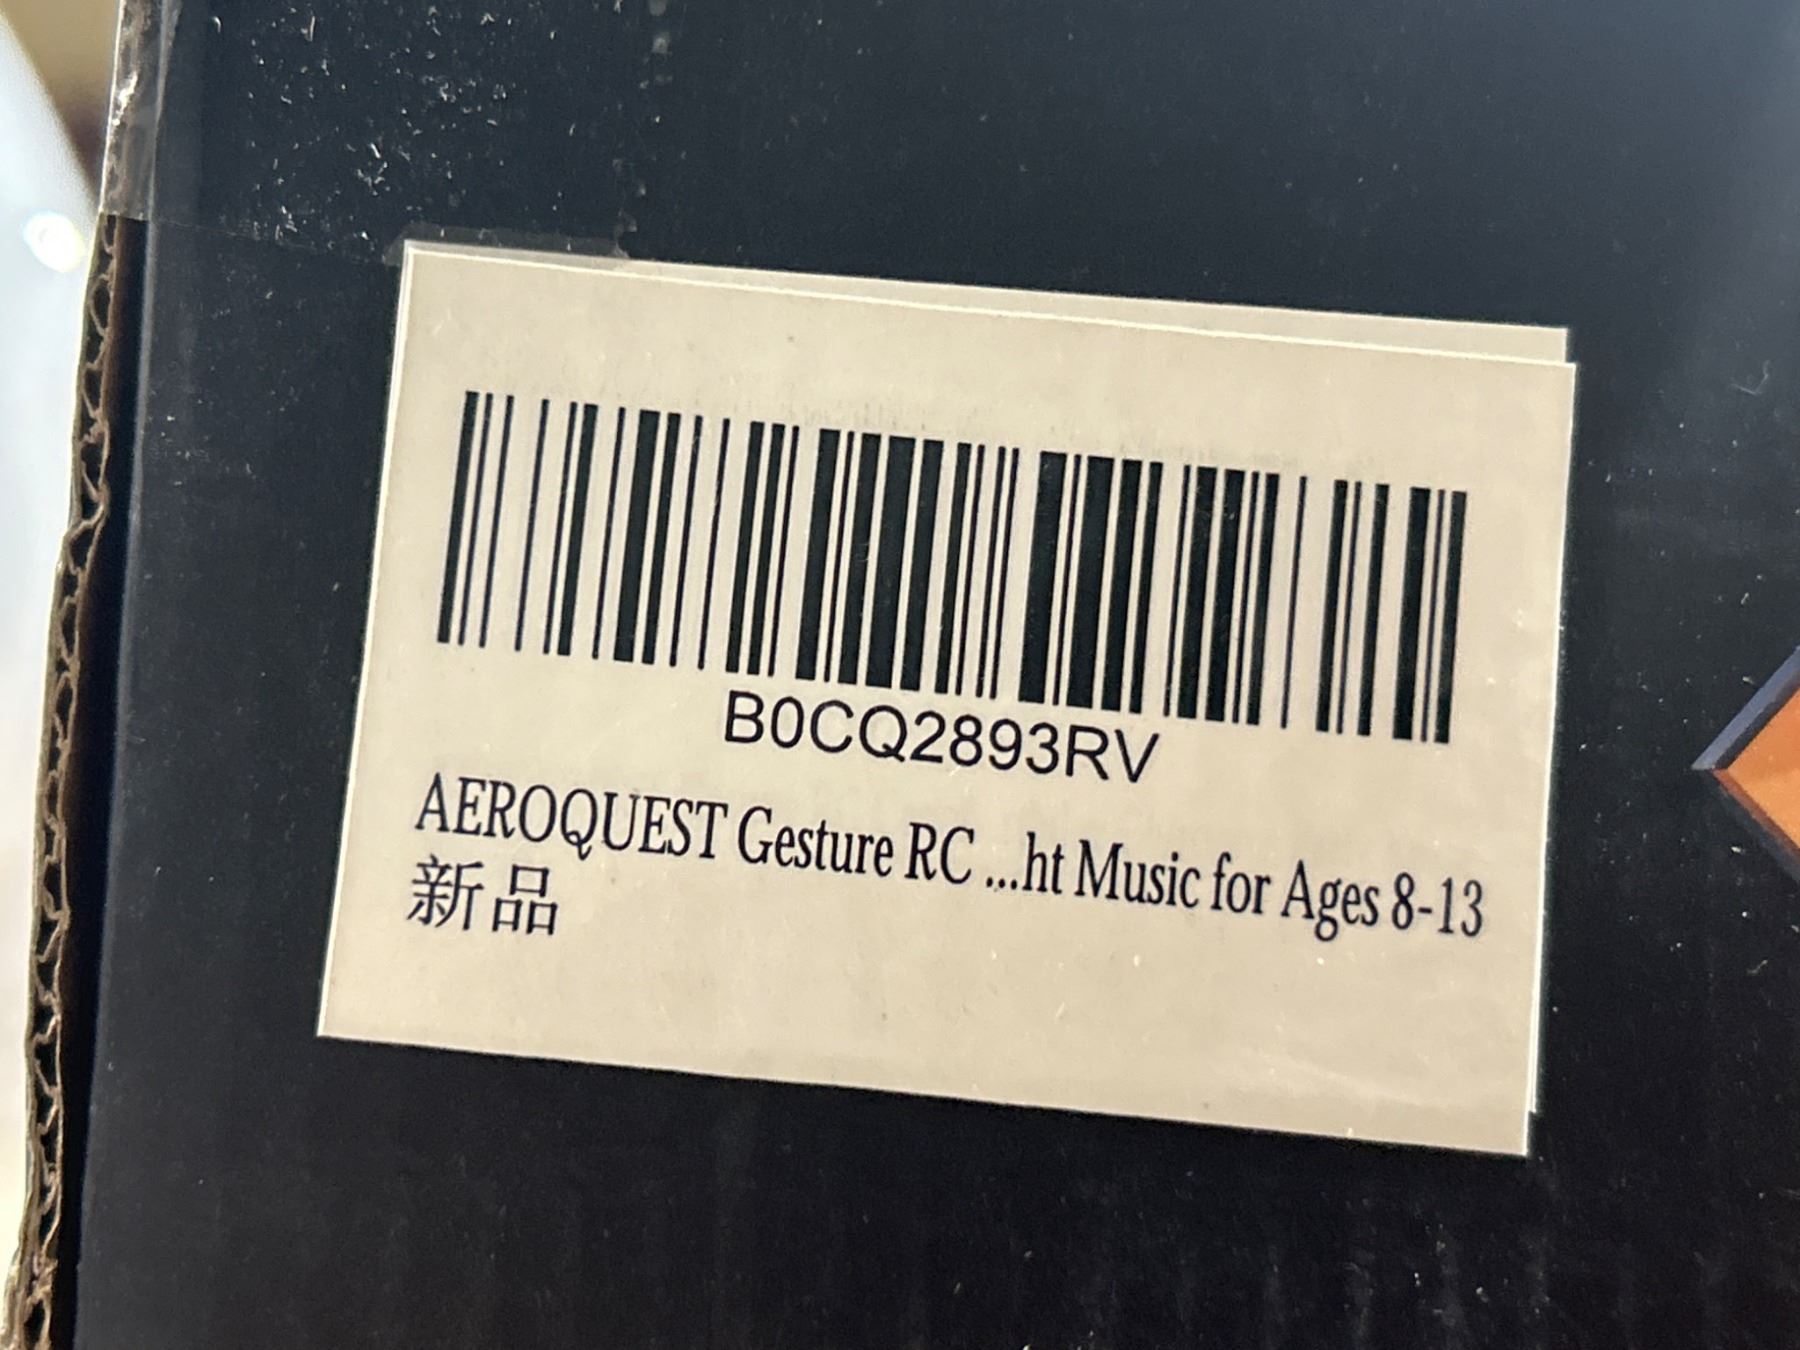 B0CQ2893RV
AEROQUEST Gesture RC ...ht Music for Ages 8-13
新品